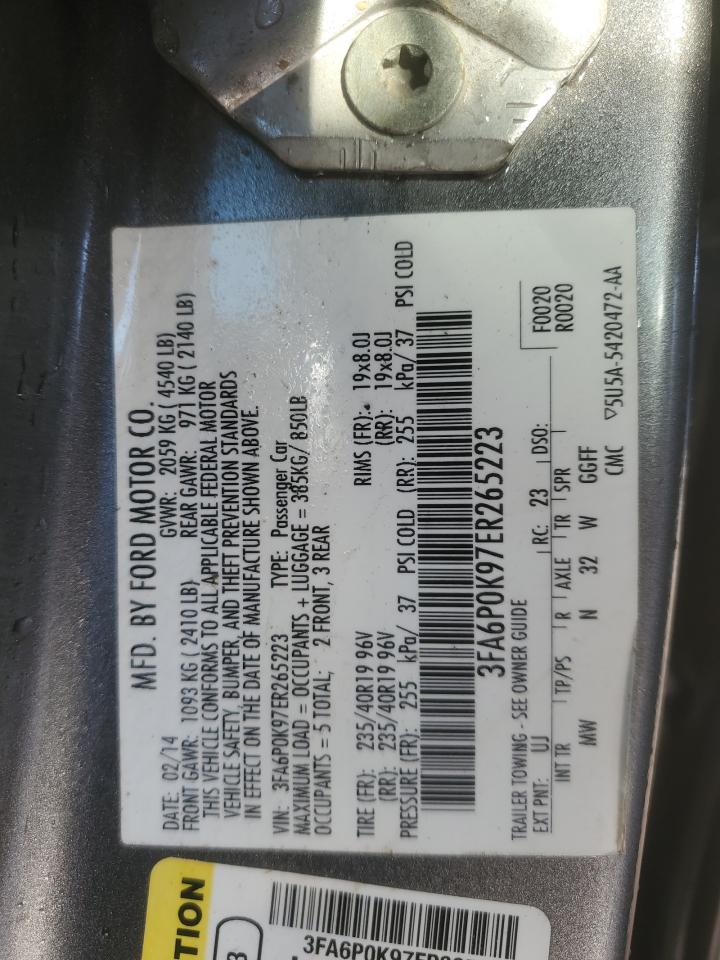 MFD. BY FORD MOTOR CO.
DATE: 02/14 GVWR: 2059 KG ( 4540 LB)
FRONT GAWR: 1093 KG ( 2410 LB) REAR GAWR: 971 KG ( 2140 LB)
THIS VEHICLE CONFORMS TO ALL APPLICABLE FEDERAL MOTOR
VEHICLE SAFETY, BUMPER, AND THEFT PREVENTION STANDARDS
IN EFFECT ON THE DATE OF MANUFACTURE SHOWN ABOVE.
VIN: 3FA6P0K97ER265223 TYPE: Passenger Car
MAXIMUM LOAD = OCCUPANTS + LUGGAGE = 385KG/ 850LB
OCCUPANTS = 5 TOTAL; 2 FRONT, 3 REAR
TIRE (FR): 235/40R19 96V RIMS (FR): 19x8.0J
(RR): 235/40R19 96V (RR): 19x8.0J
PRESSURE (FR): 255 kPa/ 37 PSI COLD (RR): 255 kPa/ 37 PSI COLD
3FA6P0K97ER265223
TRAILER TOWING - SEE OWNER GUIDE F0020
EXT PNT: UJ RC: 23 DSO: R0020
INT TR TP/PS R AXLE TR SPR
MW N 32 W GGFF
CMC ▽5U5A-5420472-AA
TION
3